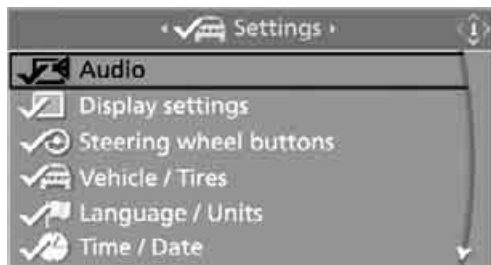 Settings
Audio
Display settings
Steering wheel buttons
Vehicle / Tires
Language / Units
Time / Date